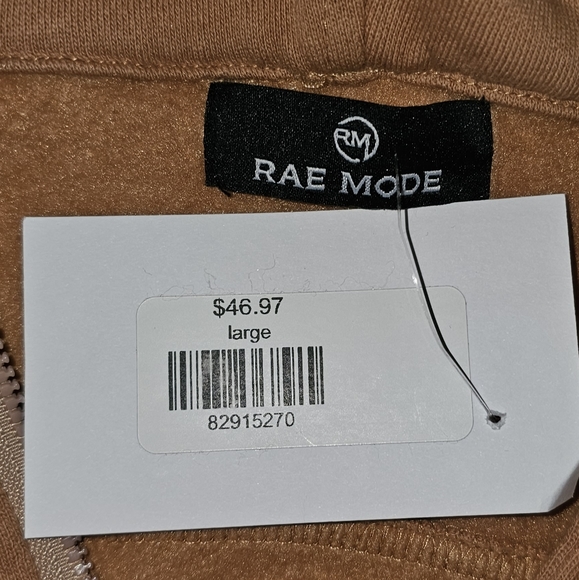 RM
RAE MODE
$46.97
large
82915270